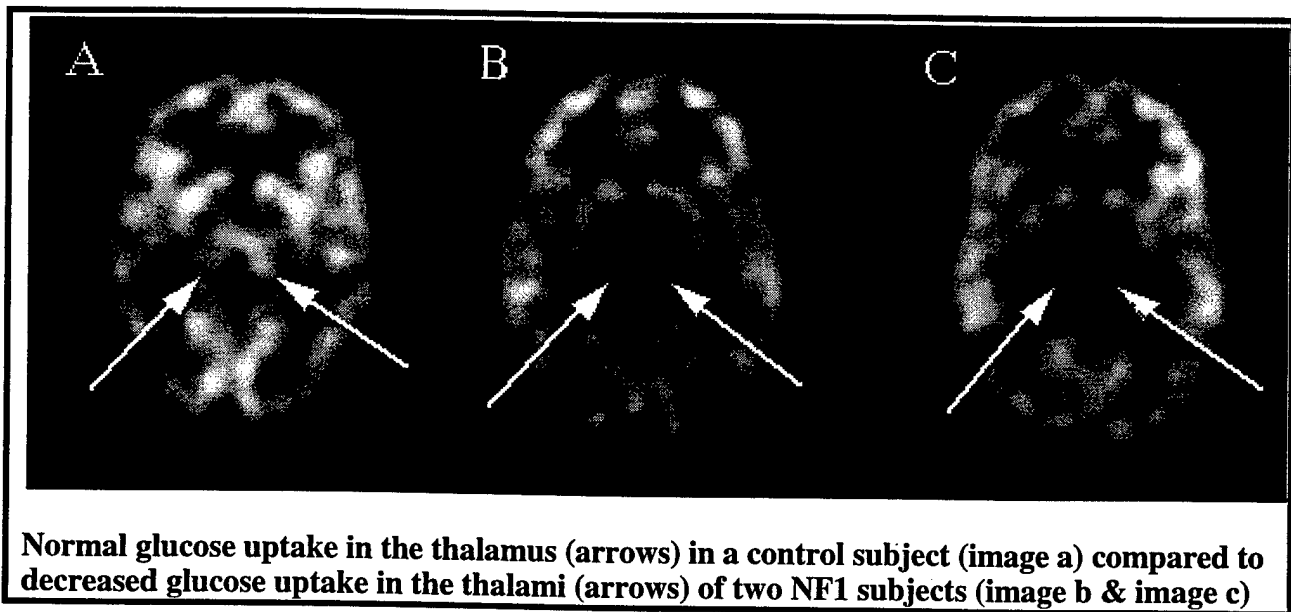 A B C
Normal glucose uptake in the thalamus (arrows) in a control subject (image a) compared to
decreased glucose uptake in the thalami (arrows) of two NF1 subjects (image b & image c)